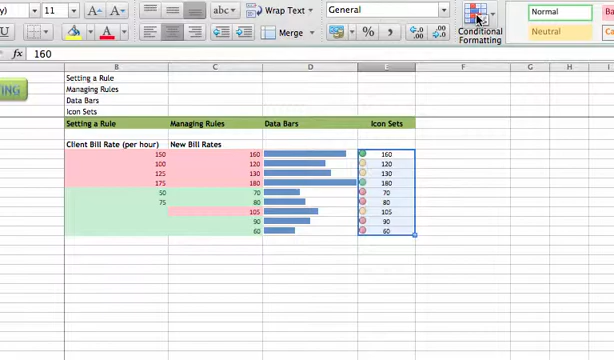 11
A
A
Wrap Text
General
Normal
Ba
U
A
Merge
%
,
Conditional
Formatting
Neutral
Ca
160
B C D E F G H I
TING
Setting a Rule
Managing Rules
Data Bars
Icon Sets
Setting a Rule Managing Rules Data Bars Icon Sets
Client Bill Rate (per hour) New Bill Rates
150 160 160
100 120 120
125 130 130
175 180 180
50 70 70
75 80 80
105 105
90 90
60 60